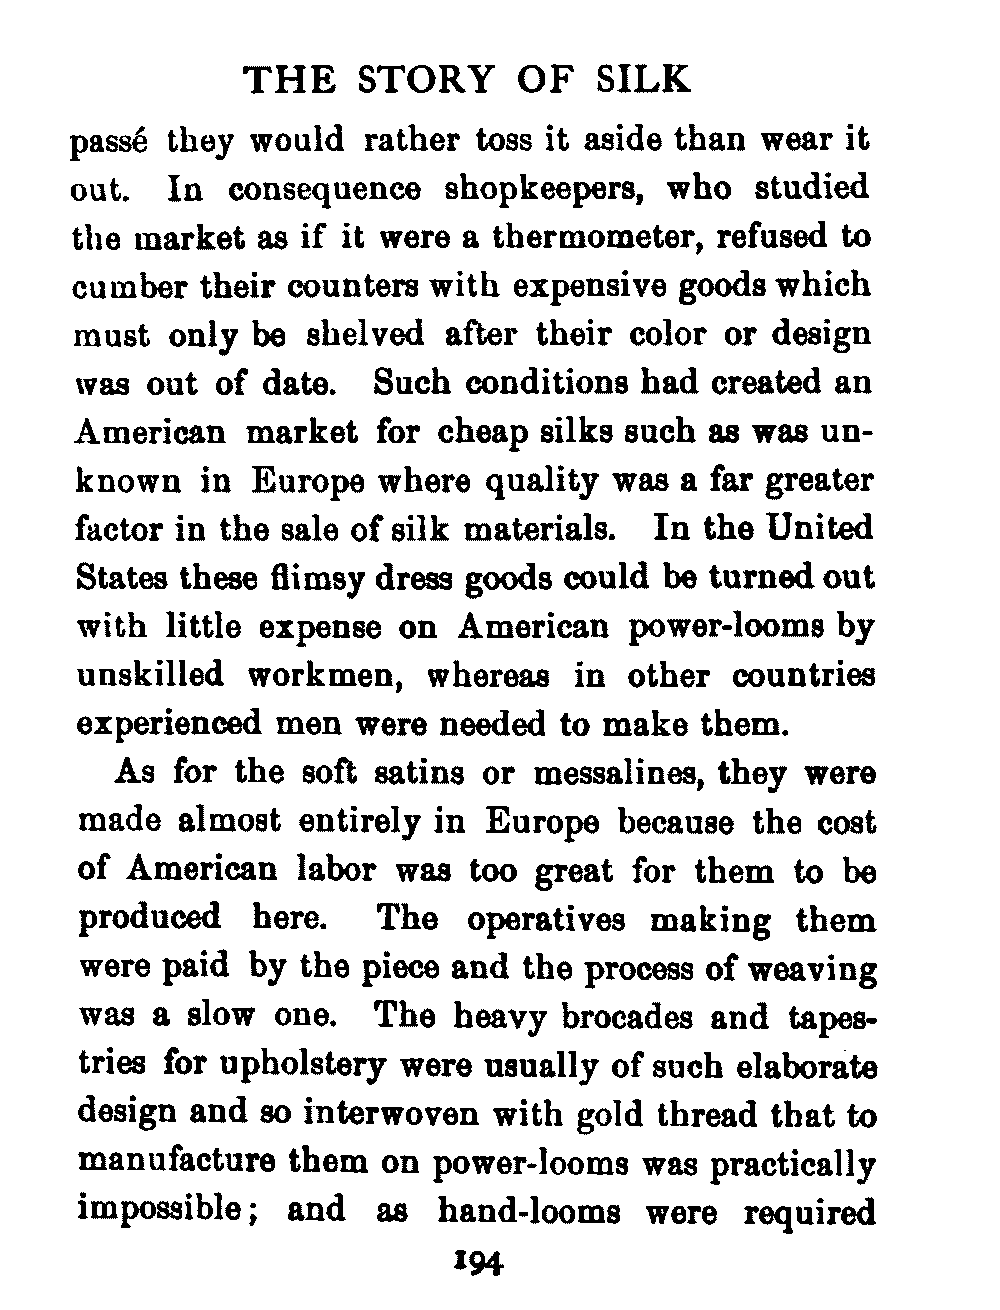 THE STORY OF SILK
passé they would rather toss it aside than wear it
out. In consequence shopkeepers, who studied
the market as if it were a thermometer, refused to
cumber their counters with expensive goods which
must only be shelved after their color or design
was out of date. Such conditions had created an
American market for cheap silks such as was un-
known in Europe where quality was a far greater
factor in the sale of silk materials. In the United
States these flimsy dress goods could be turned out
with little expense on American power-looms by
unskilled workmen, whereas in other countries
experienced men were needed to make them.
As for the soft satins or messalines, they were
made almost entirely in Europe because the cost
of American labor was too great for them to be
produced here. The operatives making them
were paid by the piece and the process of weaving
was a slow one. The heavy brocades and tapes-
tries for upholstery were usually of such elaborate
design and so interwoven with gold thread that to
manufacture them on power-looms was practically
impossible; and as hand-looms were required
194